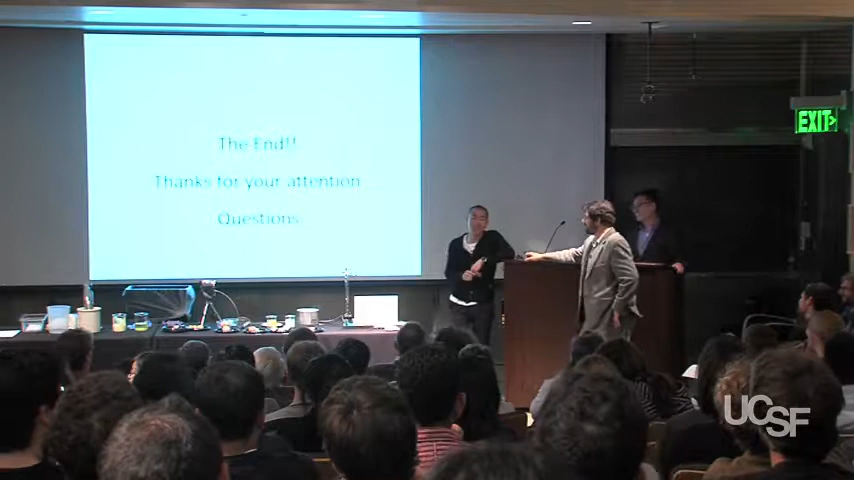 The End!!
Thanks for your attention
Questions
EXIT
UCSF